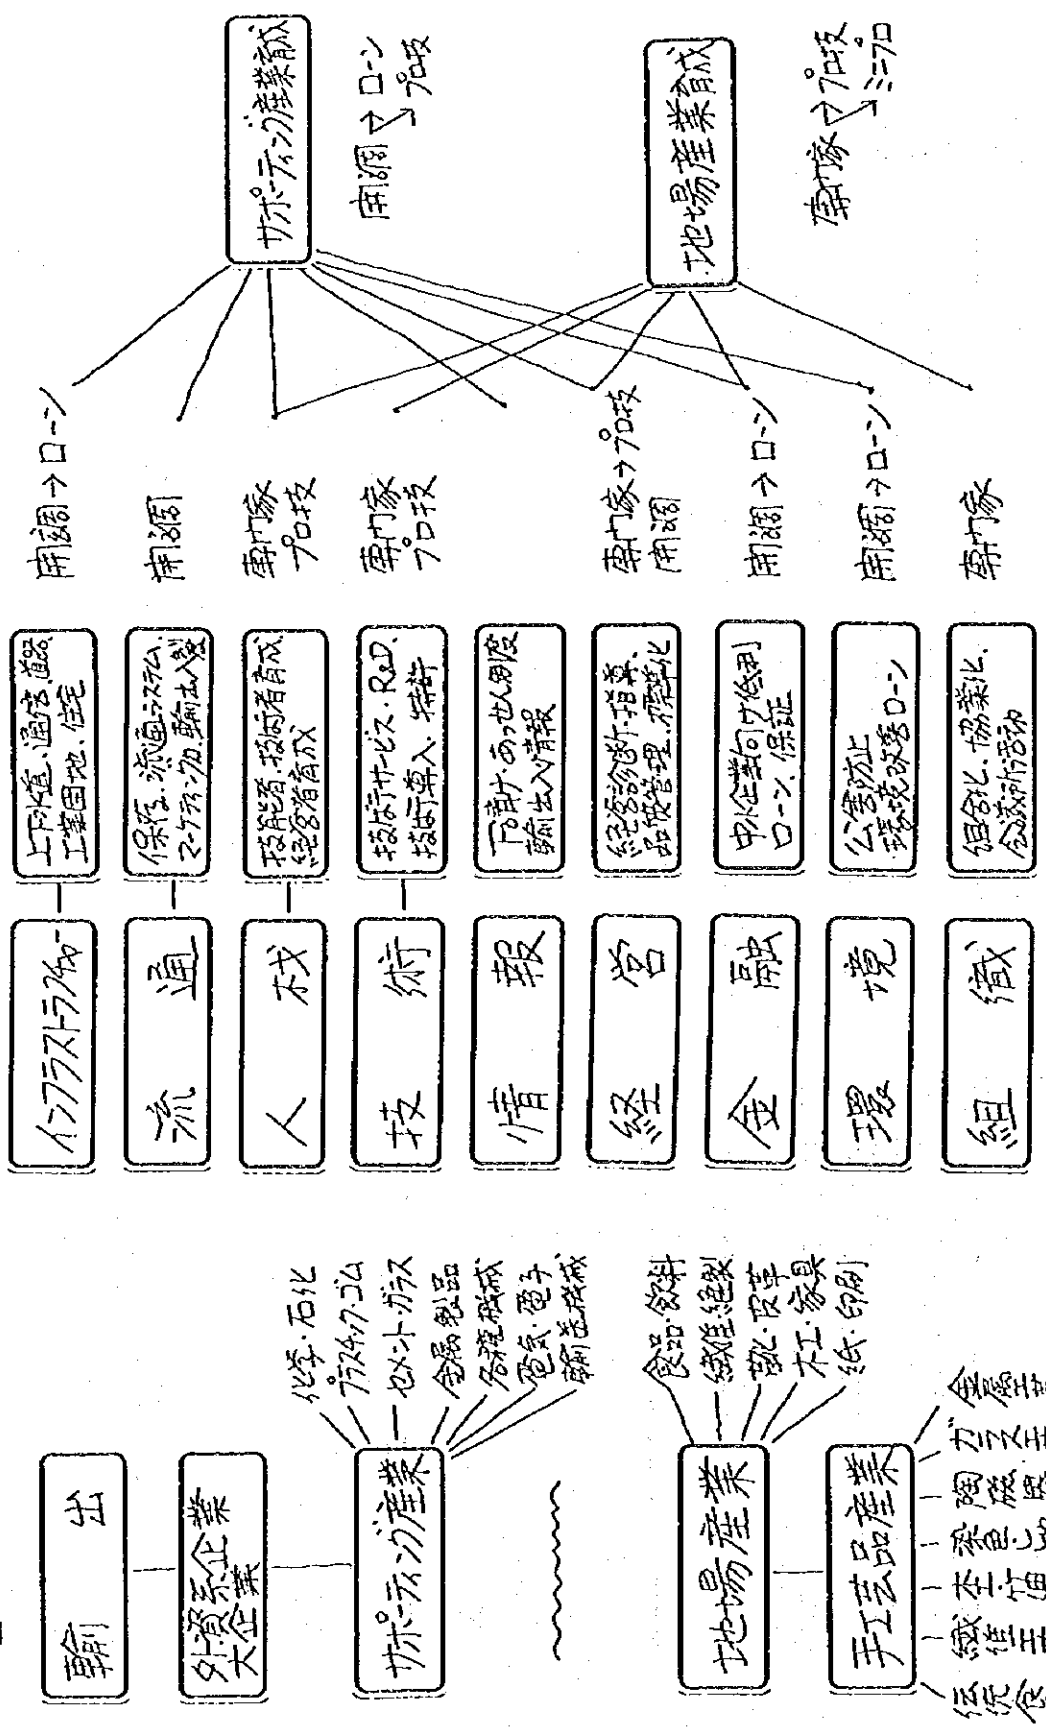 輸出
外資系企業
大企業
サポーティング産業
化学・石化
プラスチック・ゴム
セメント・ガラス
金属製品
各種機械
電気・電子
輸送機械
地場産業
食品・飲料
繊維縫製
靴・皮革
木工・家具
紙・印刷
手工芸品産業
ガラス工
陶磁器
インフラストラクチャー
流通
人材
技術
情報
経営
金融
環境
組織
上下水道、通信、道路
工業団地、住宅
保存、流通システム、
マーケティング、輸出入
技能者、技術者育成
経営者育成
技術サービス・R&D、
技術導入、特許
下請け・あっせん制度
輸出入情報
経営診断・指導、
品質管理、標準化
中小企業向け低利
ローン、保証
公害防止
環境改善ローン
組合化、協業化、
会議所活動
開調→ローン
開調
専門家
プロ技
専門家
プロ技
専門家→プロ技
開調
開調→ローン
開調→ローン
専門家
サポーティング産業育成
開調→ローン
プロ技
地場産業育成
専門家→プロ技
ミニプロ